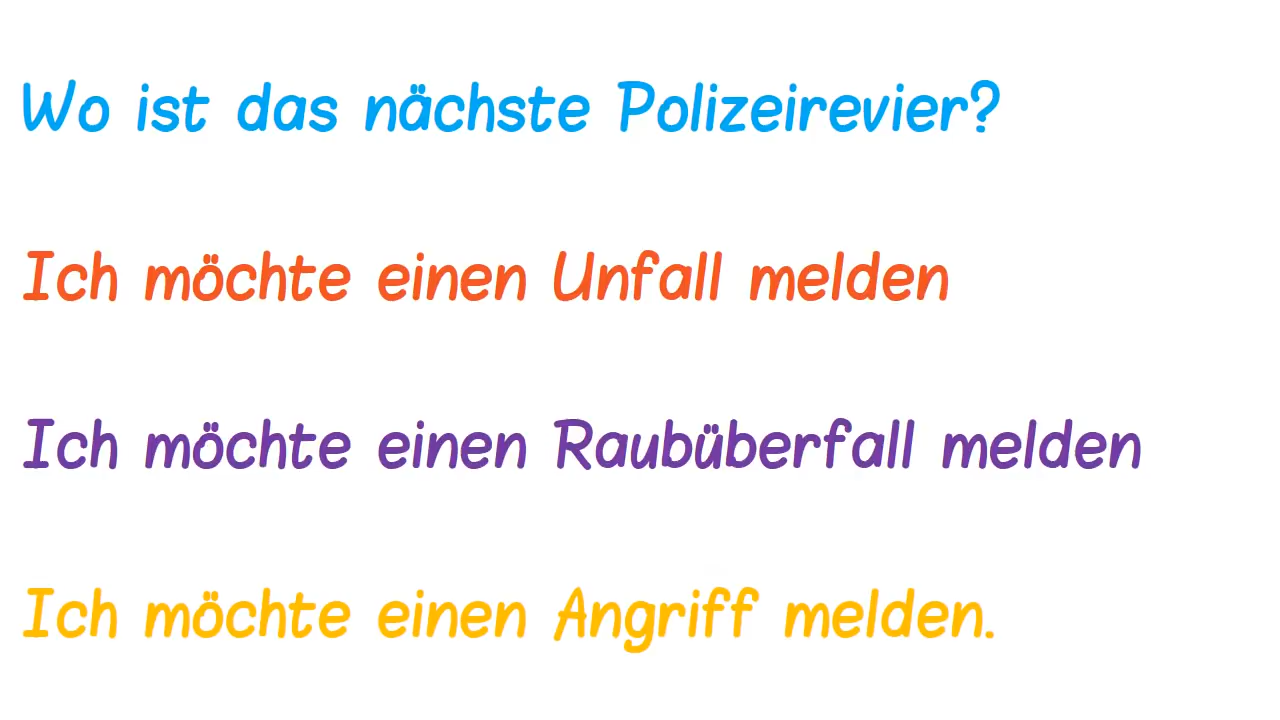 Wo ist das nächste Polizeirevier?
Ich möchte einen Unfall melden
Ich möchte einen Raubüberfall melden
Ich möchte einen Angriff melden.